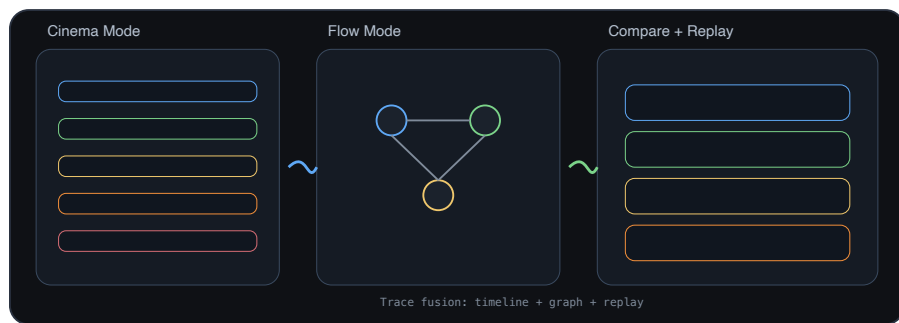 Cinema Mode
Flow Mode
Compare + Replay
Trace fusion: timeline + graph + replay